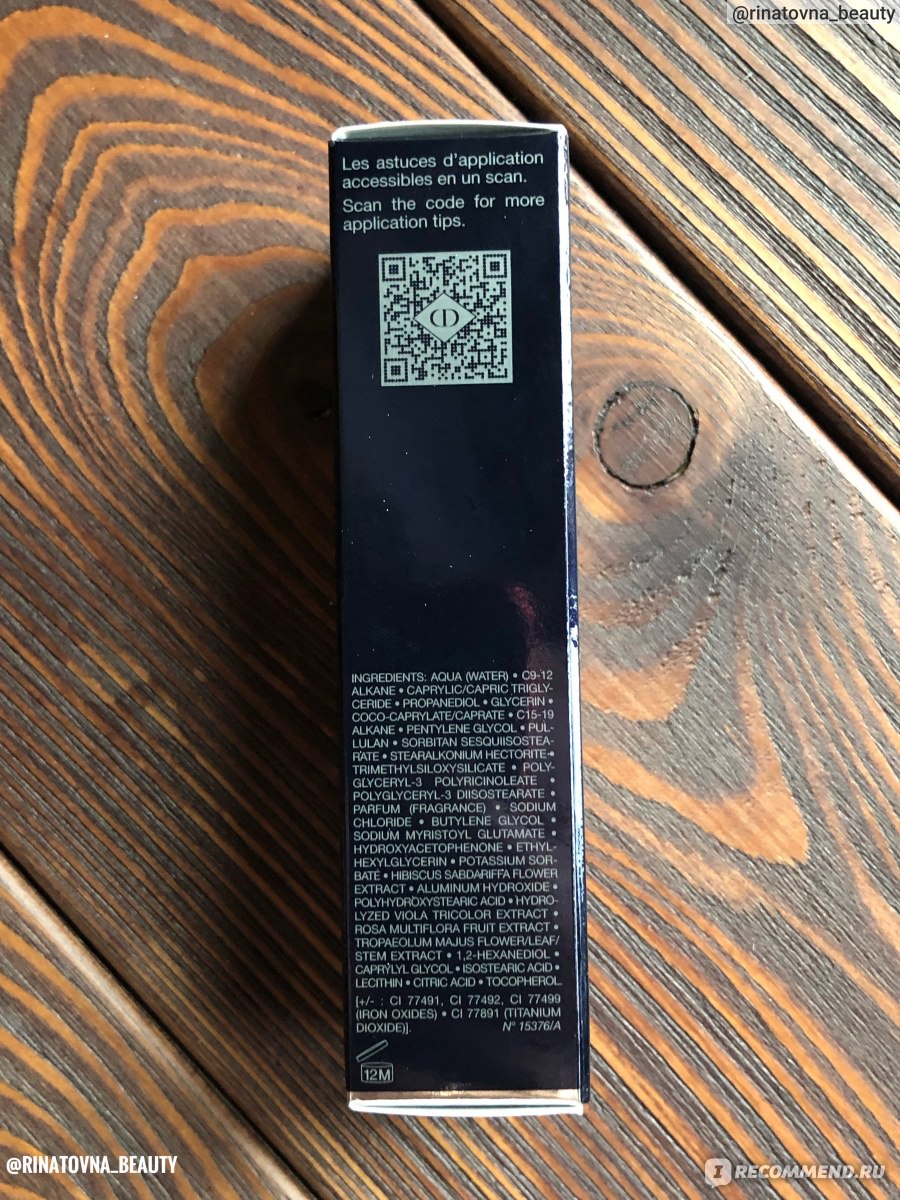 @rinatovna_beauty
Les astuces d'application
accessibles en un scan.
Scan the code for more
application tips.
CD
INGREDIENTS: AQUA (WATER) • C9-12
ALKANE • CAPRYLIC/CAPRIC TRIGLY-
CERIDE • PROPANEDIOL • GLYCERIN •
COCO-CAPRYLATE/CAPRATE • C15-19
ALKANE • PENTYLENE GLYCOL • PUL-
LULAN • SORBITAN SESQUIISOSTEA-
RATE • STEARALKONIUM HECTORITE •
TRIMETHYLSILOXYSILICATE • POLY-
GLYCERYL-3 POLYRICINOLEATE •
POLYGLYCERYL-3 DIISOSTEARATE •
PARFUM (FRAGRANCE) • SODIUM
CHLORIDE • BUTYLENE GLYCOL •
SODIUM MYRISTOYL GLUTAMATE •
HYDROXYACETOPHENONE • ETHYL-
HEXYLGLYCERIN • POTASSIUM SOR-
BATE • HIBISCUS SABDARIFFA FLOWER
EXTRACT • ALUMINUM HYDROXIDE •
POLYHYDROXYSTEARIC ACID • HYDRO-
LYZED VIOLA TRICOLOR EXTRACT •
ROSA MULTIFLORA FRUIT EXTRACT •
TROPAEOLUM MAJUS FLOWER/LEAF/
STEM EXTRACT • 1,2-HEXANEDIOL •
CAPRYLYL GLYCOL • ISOSTEARIC ACID •
LECITHIN • CITRIC ACID • TOCOPHEROL.
[+/- : CI 77491, CI 77492, CI 77499
(IRON OXIDES) • CI 77891 (TITANIUM
DIOXIDE)]. N° 15376/A
12M
@RINATOVNA_BEAUTY
IRECOMMEND.RU